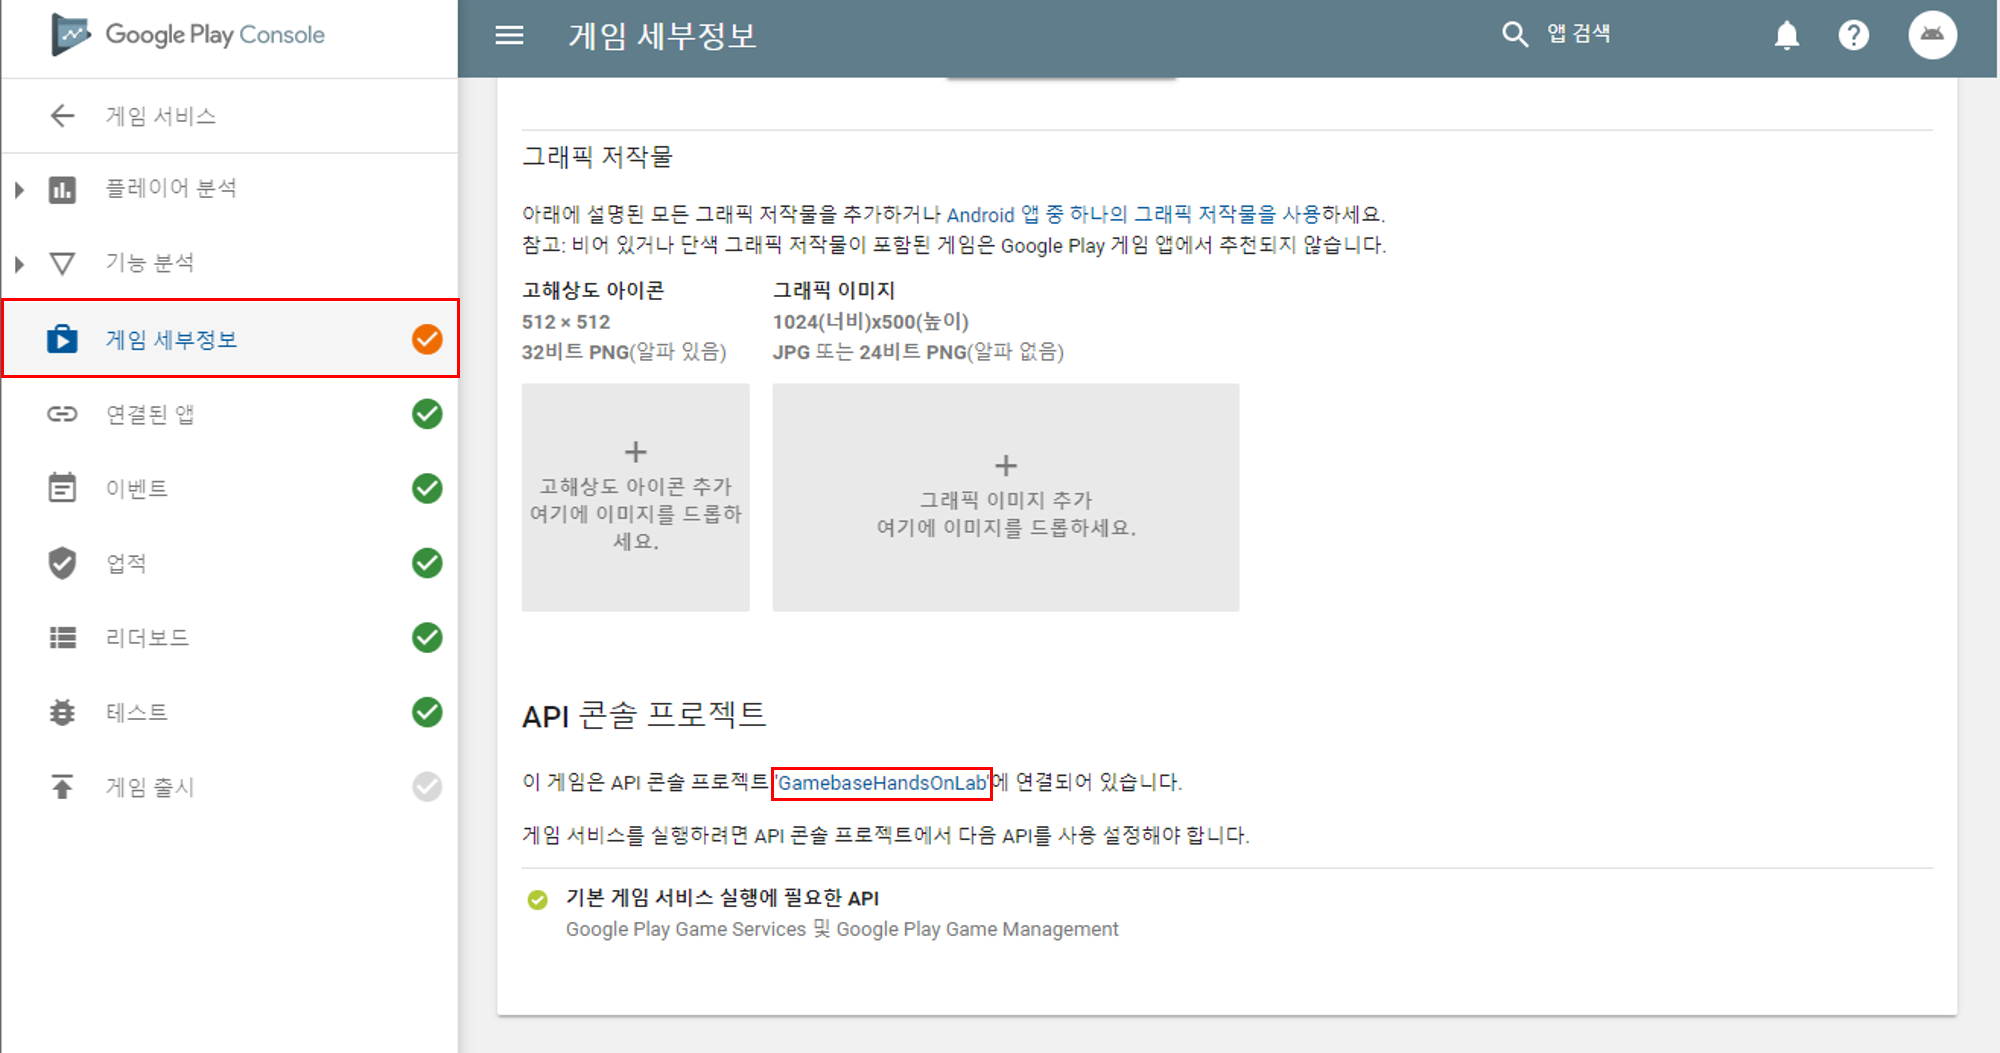 Google Play Console
게임 세부정보
앱 검색
게임 서비스
플레이어 분석
기능 분석
게임 세부정보
연결된 앱
이벤트
업적
리더보드
테스트
게임 출시
그래픽 저작물
아래에 설명된 모든 그래픽 저작물을 추가하거나 Android 앱 중 하나의 그래픽 저작물을 사용하세요.
참고: 비어 있거나 단색 그래픽 저작물이 포함된 게임은 Google Play 게임 앱에서 추천되지 않습니다.
고해상도 아이콘
512 × 512
32비트 PNG(알파 있음)
그래픽 이미지
1024(너비)x500(높이)
JPG 또는 24비트 PNG(알파 없음)
고해상도 아이콘 추가
여기에 이미지를 드롭하
세요.
그래픽 이미지 추가
여기에 이미지를 드롭하세요.
API 콘솔 프로젝트
이 게임은 API 콘솔 프로젝트 'GamebaseHandsOnLab'에 연결되어 있습니다.
게임 서비스를 실행하려면 API 콘솔 프로젝트에서 다음 API를 사용 설정해야 합니다.
기본 게임 서비스 실행에 필요한 API
Google Play Game Services 및 Google Play Game Management